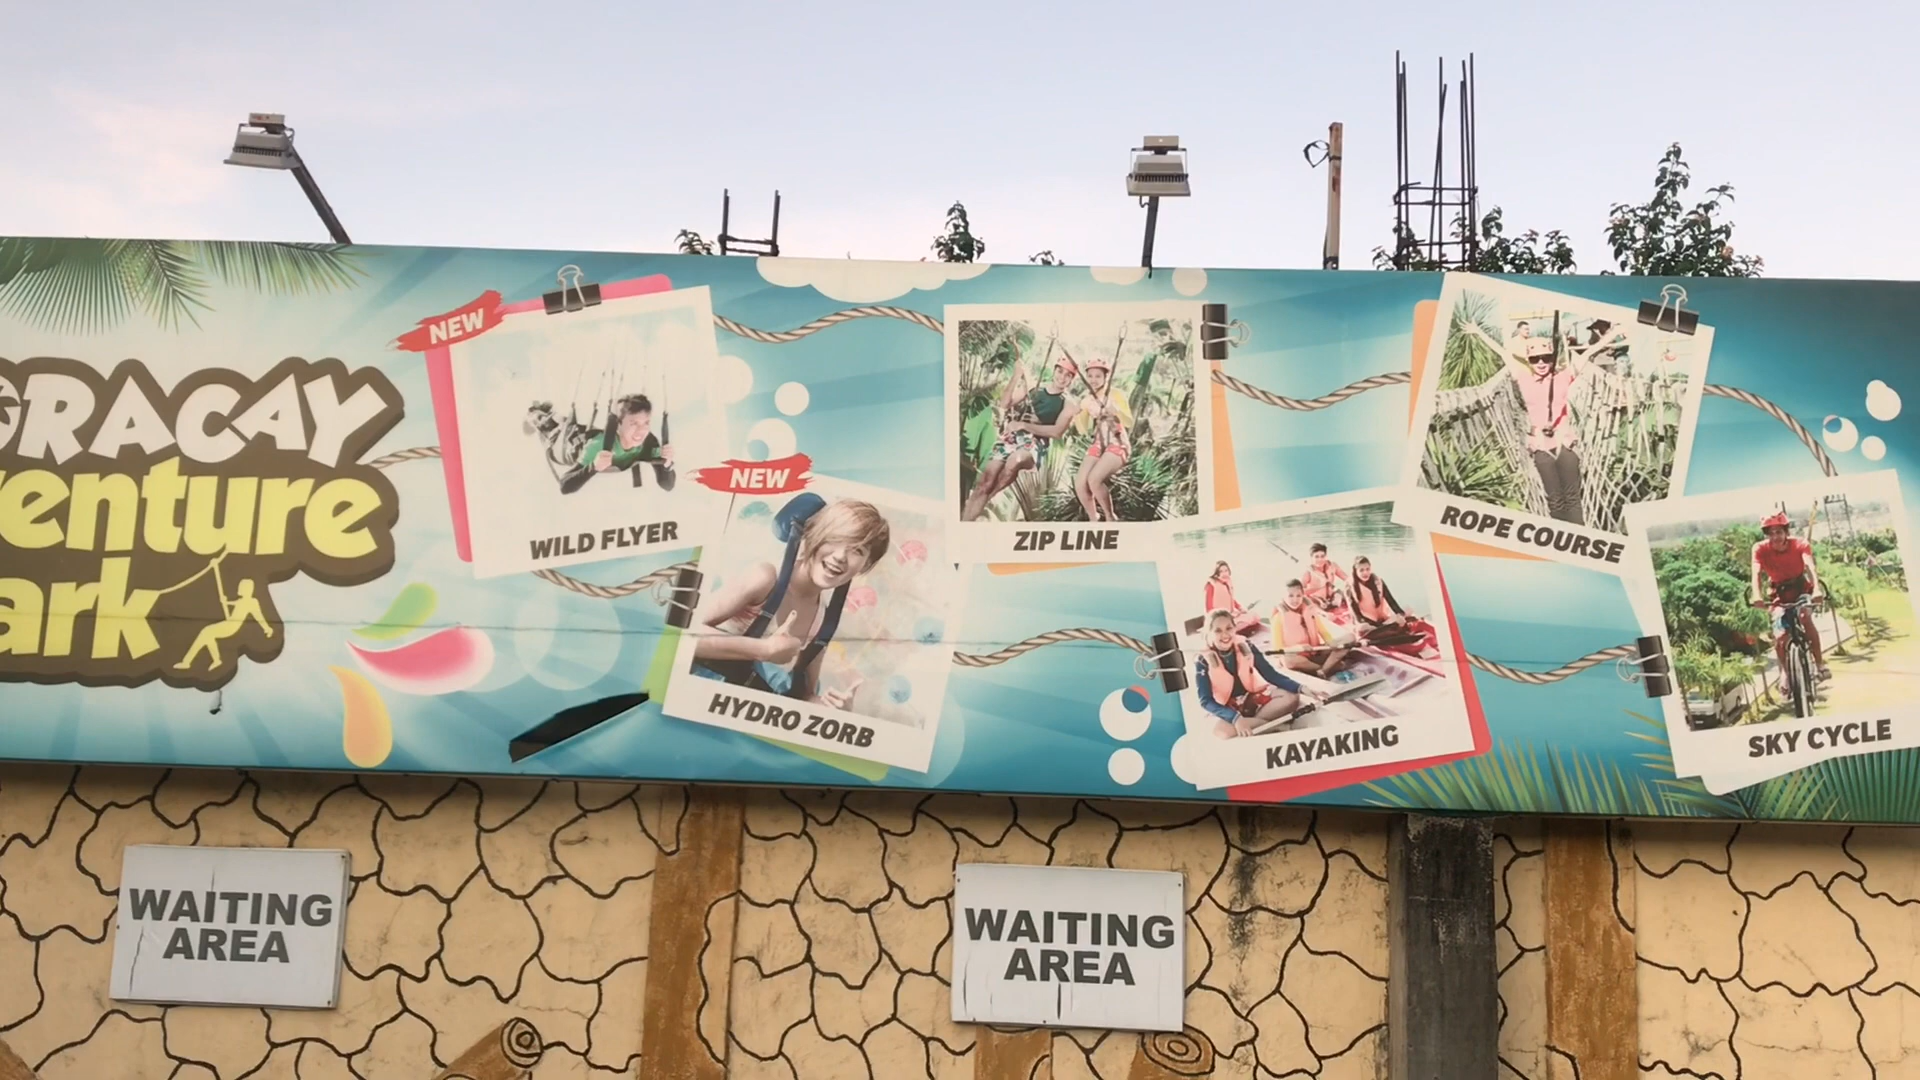 ORACAY
enture
ark
NEW
WILD FLYER
NEW
HYDRO ZORB
ZIP LINE
KAYAKING
ROPE COURSE
SKY CYCLE
WAITING
AREA
WAITING
AREA